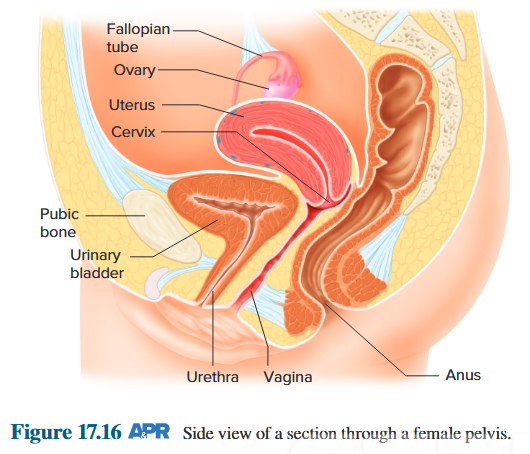 Fallopian
tube
Ovary
Uterus
Cervix
Pubic
bone
Urinary
bladder
Urethra
Vagina
Anus
Figure 17.16 A&PR Side view of a section through a female pelvis.